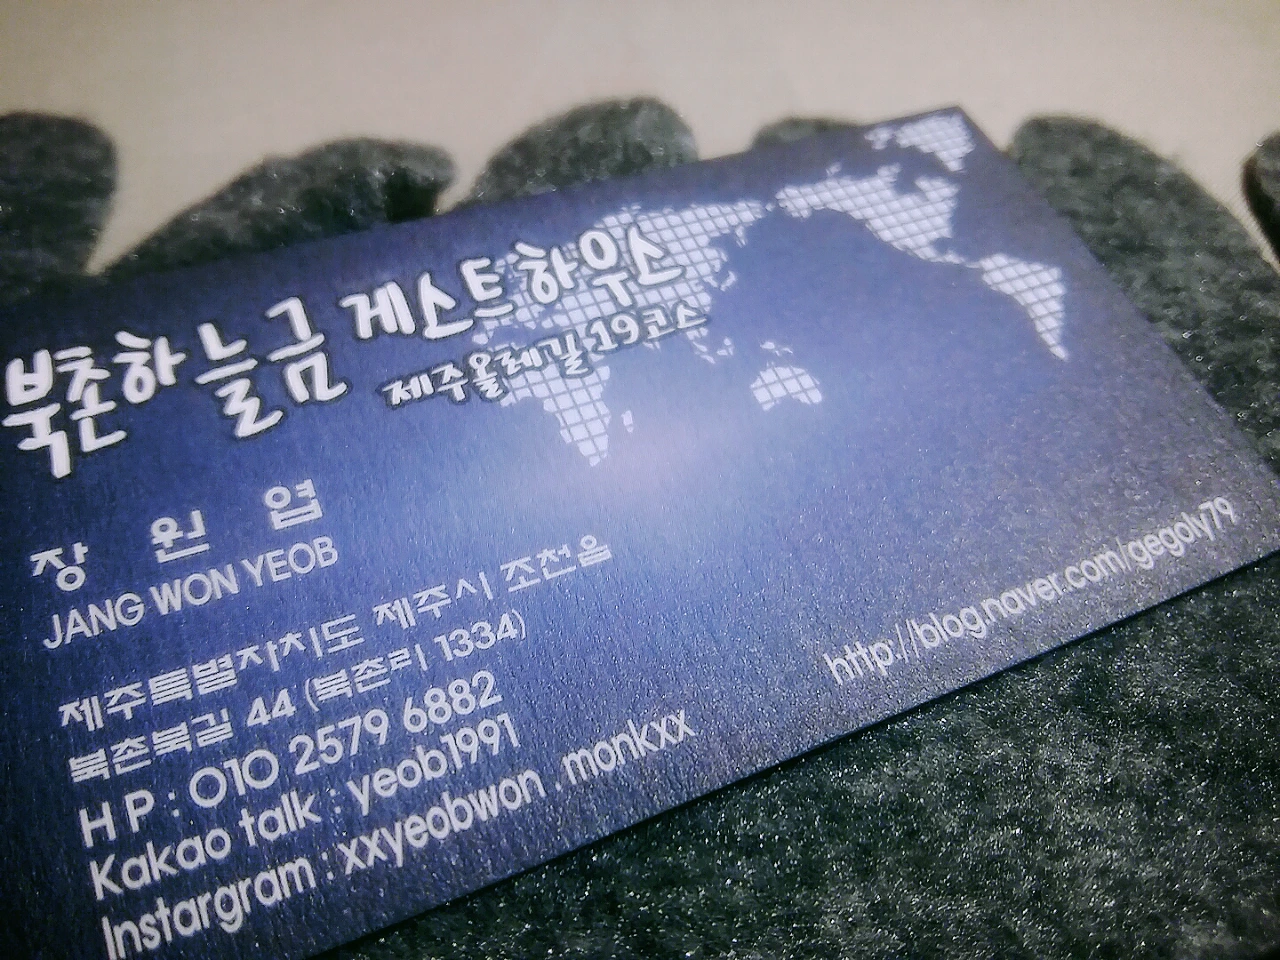 북촌하늘금 게스트하우스
제주올레길19코스
장 원 엽
JANG WON YEOB
제주특별자치도 제주시 조천읍
북촌북길 44 (북촌리 1334)
H P : 010 2579 6882
Kakao talk : yeob1991
Instargram : xxyeobwon . monkxx
http://blog.naver.com/gegoly79